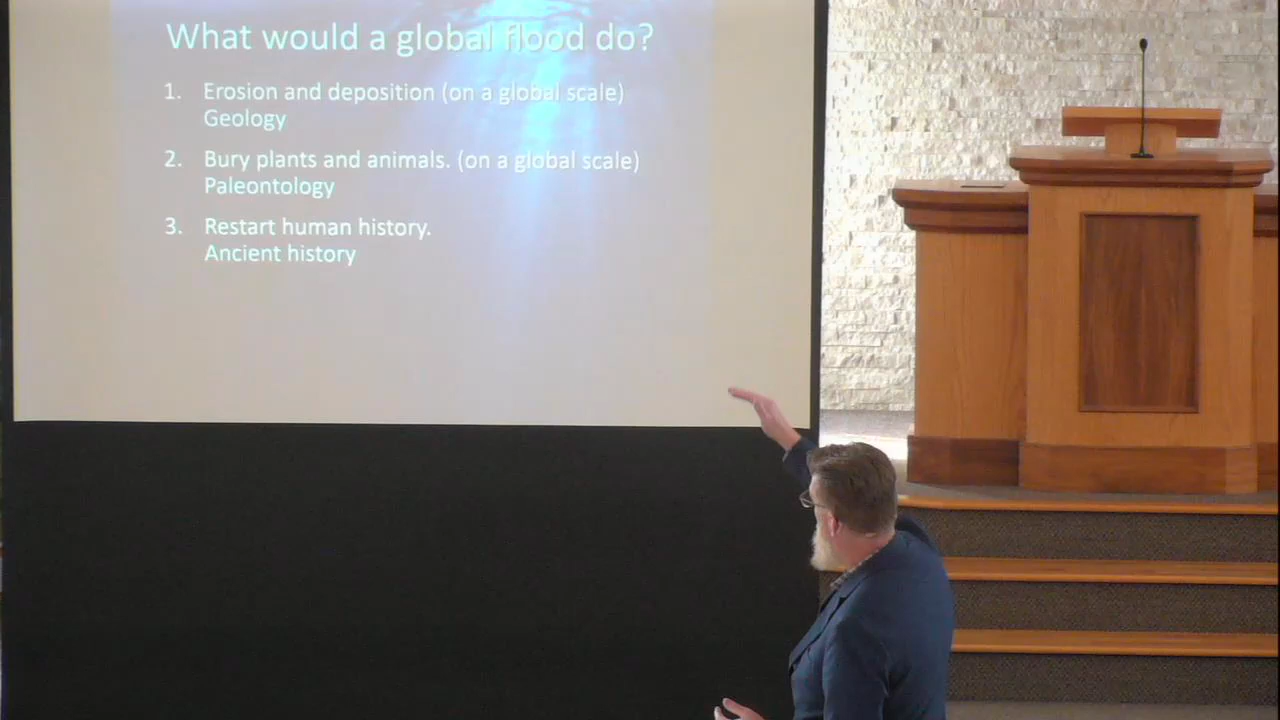 What would a global flood do?
1. Erosion and deposition (on a global scale)
Geology
2. Bury plants and animals. (on a global scale)
Paleontology
3. Restart human history.
Ancient history